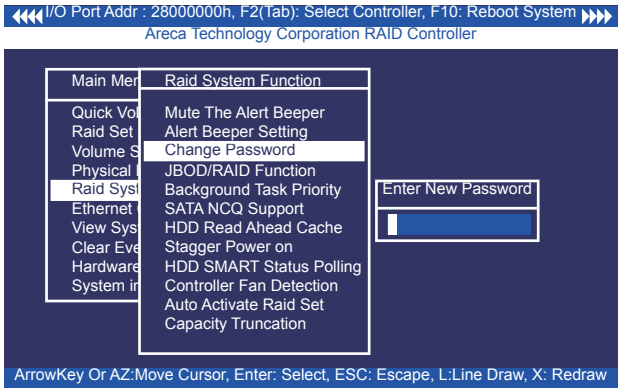 I/O Port Addr : 28000000h, F2(Tab): Select Controller, F10: Reboot System
Areca Technology Corporation RAID Controller
Main Men
Quick Vol
Raid Set
Volume S
Physical
Raid Syst
Ethernet
View Sys
Clear Eve
Hardware
System in
Raid System Function
Mute The Alert Beeper
Alert Beeper Setting
Change Password
JBOD/RAID Function
Background Task Priority
SATA NCQ Support
HDD Read Ahead Cache
Stagger Power on
HDD SMART Status Polling
Controller Fan Detection
Auto Activate Raid Set
Capacity Truncation
Enter New Password
ArrowKey Or AZ:Move Cursor, Enter: Select, ESC: Escape, L:Line Draw, X: Redraw